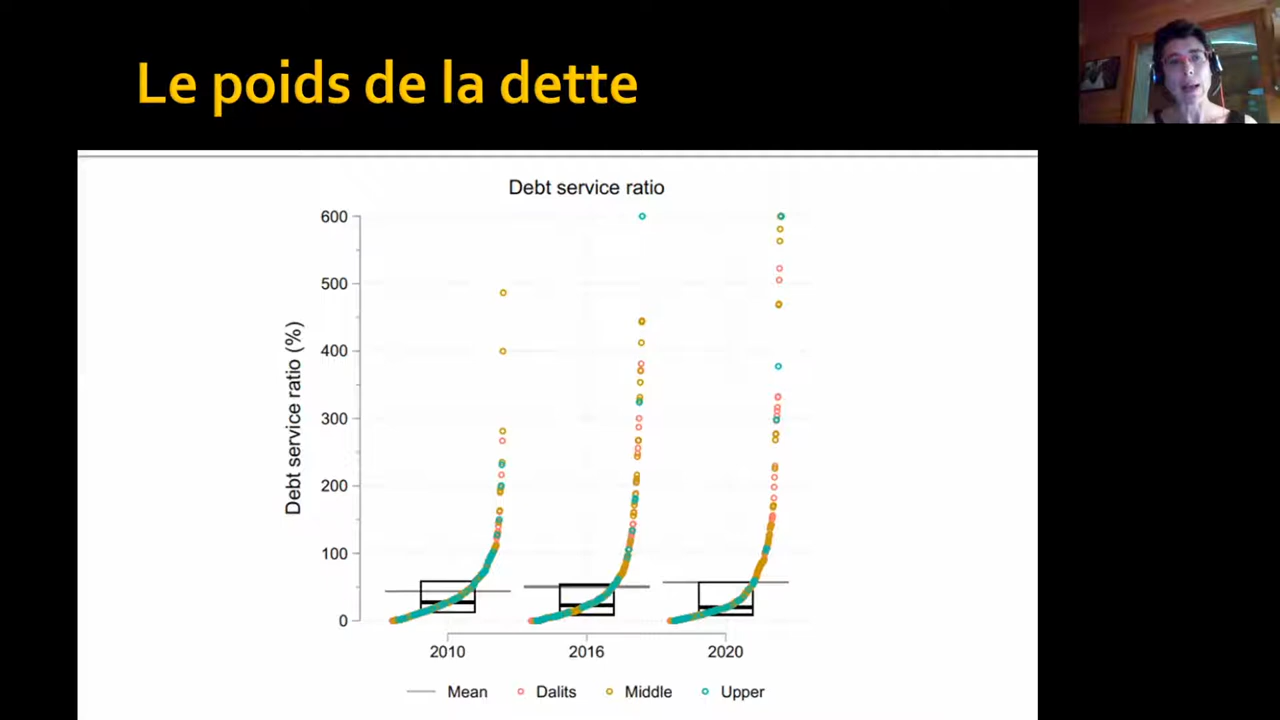 Le poids de la dette
Debt service ratio
600
500
400
300
200
100
0
Debt service ratio (%)
2010 2016 2020
Mean Dalits Middle Upper